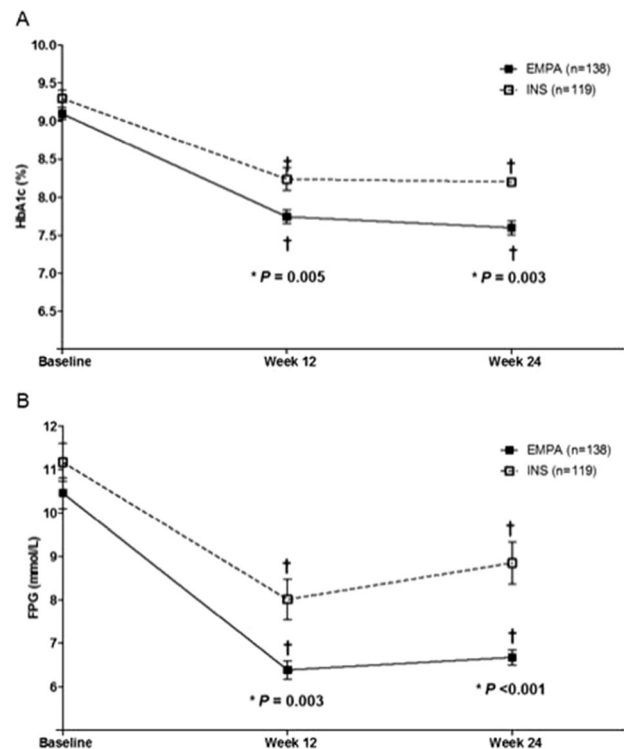 A
10.0
EMPA (n=138)
9.5
INS (n=119)
9.0
8.5
†
†
HbA1c (%)
8.0
7.5
†
†
7.0
* P = 0.005
* P = 0.003
6.5
Baseline
Week 12
Week 24
B
12
EMPA (n=138)
11
INS (n=119)
10
†
9
†
FPG (mmol/L)
8
7
†
†
6
* P = 0.003
* P <0.001
Baseline
Week 12
Week 24